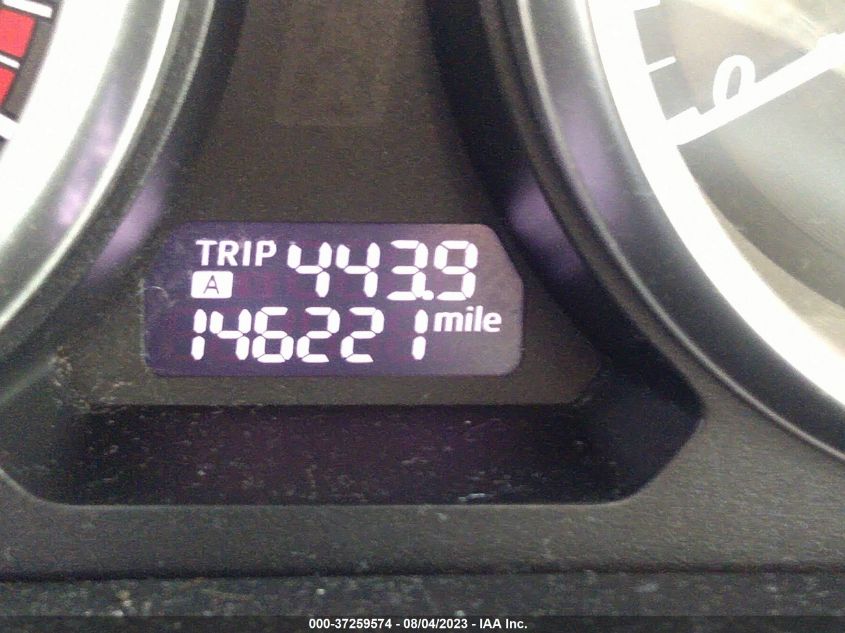 TRIP 443.9
A
146221 mile
000-37259574 - 08/04/2023 - IAA Inc.